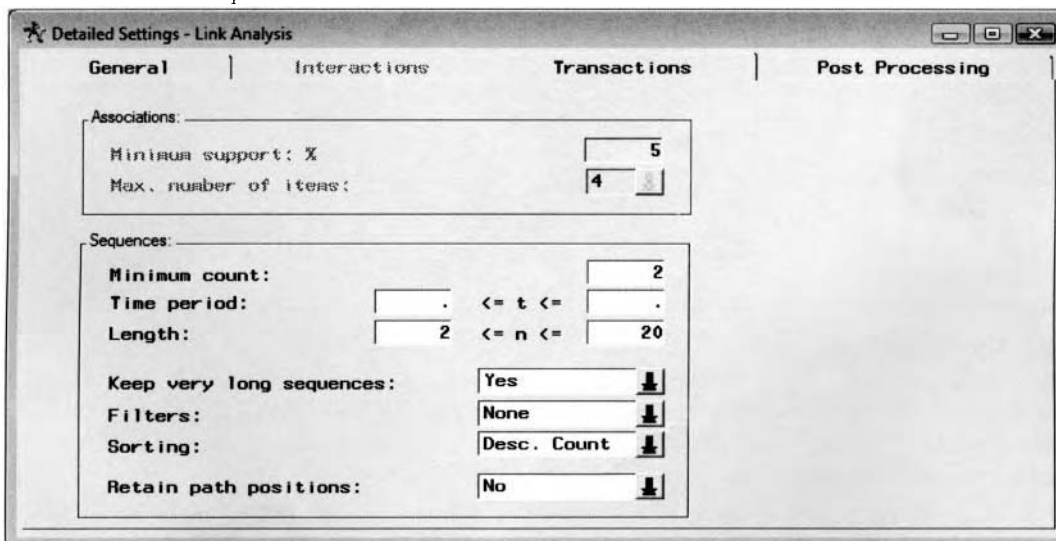 Detailed Settings - Link Analysis
General Interactions Transactions Post Processing
Associations:
Minimum support: % 5
Max. number of items: 4
Sequences:
Minimum count: 2
Time period: . <= t <= .
Length: 2 <= n <= 20
Keep very long sequences: Yes
Filters: None
Sorting: Desc. Count
Retain path positions: No